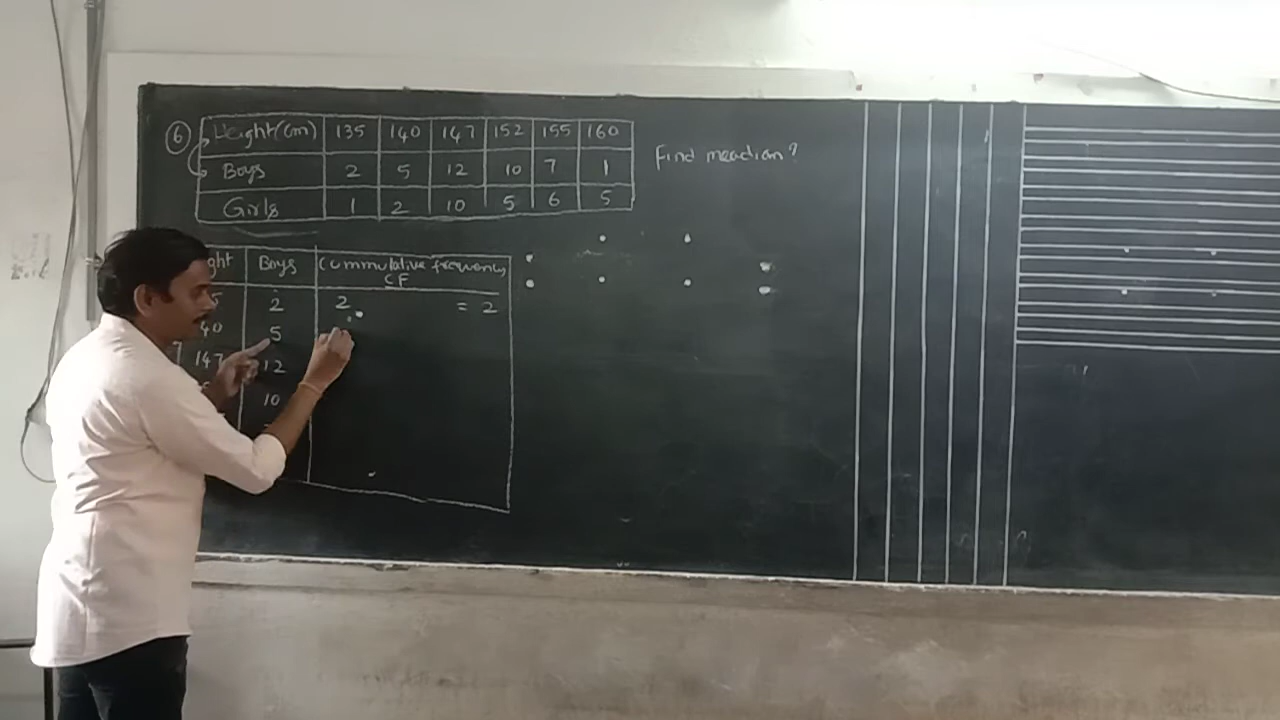 6 Height(cm) 135 140 147 152 155 160
Boys 2 5 12 10 7 1
Girls 1 2 10 5 6 5
Find meadian?
Boys Cummulative frequency
CF
2 2 = 2
40 5
147 12
10